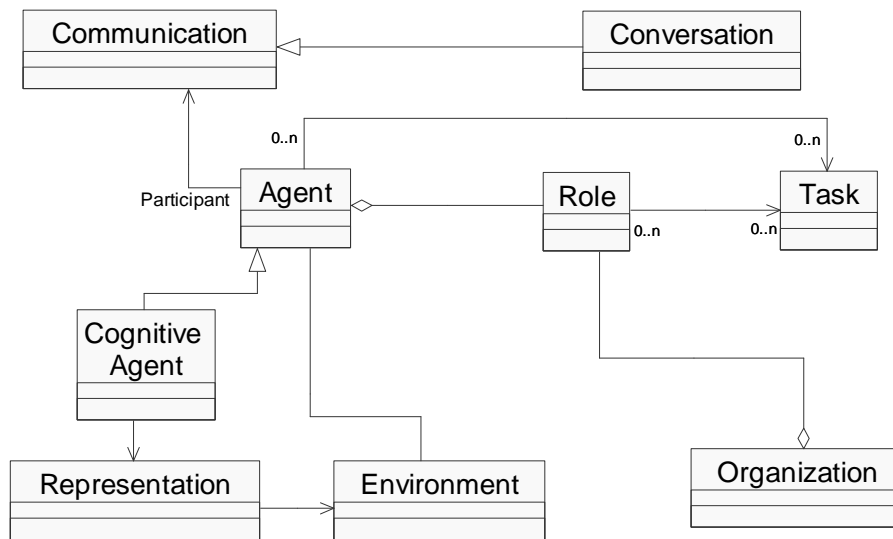 Communication
Conversation
0..n
0..n
Participant
Agent
Role
Task
0..n
0..n
Cognitive
Agent
Representation
Environment
Organization